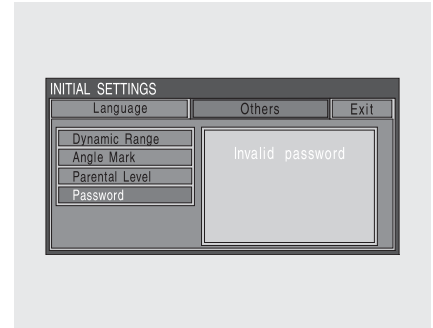 INITIAL SETTINGS
Language Others Exit
Dynamic Range
Angle Mark
Parental Level
Password
Invalid password